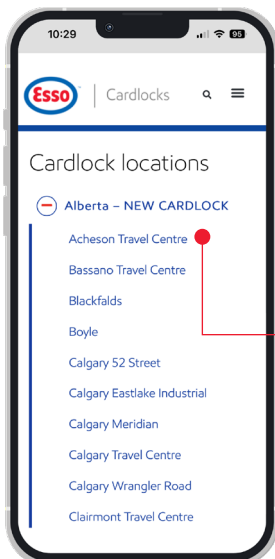 10:29
95
Esso
Cardlocks
Cardlock locations
Alberta – NEW CARDLOCK
Acheson Travel Centre
Bassano Travel Centre
Blackfalds
Boyle
Calgary 52 Street
Calgary Eastlake Industrial
Calgary Meridian
Calgary Travel Centre
Calgary Wrangler Road
Clairmont Travel Centre